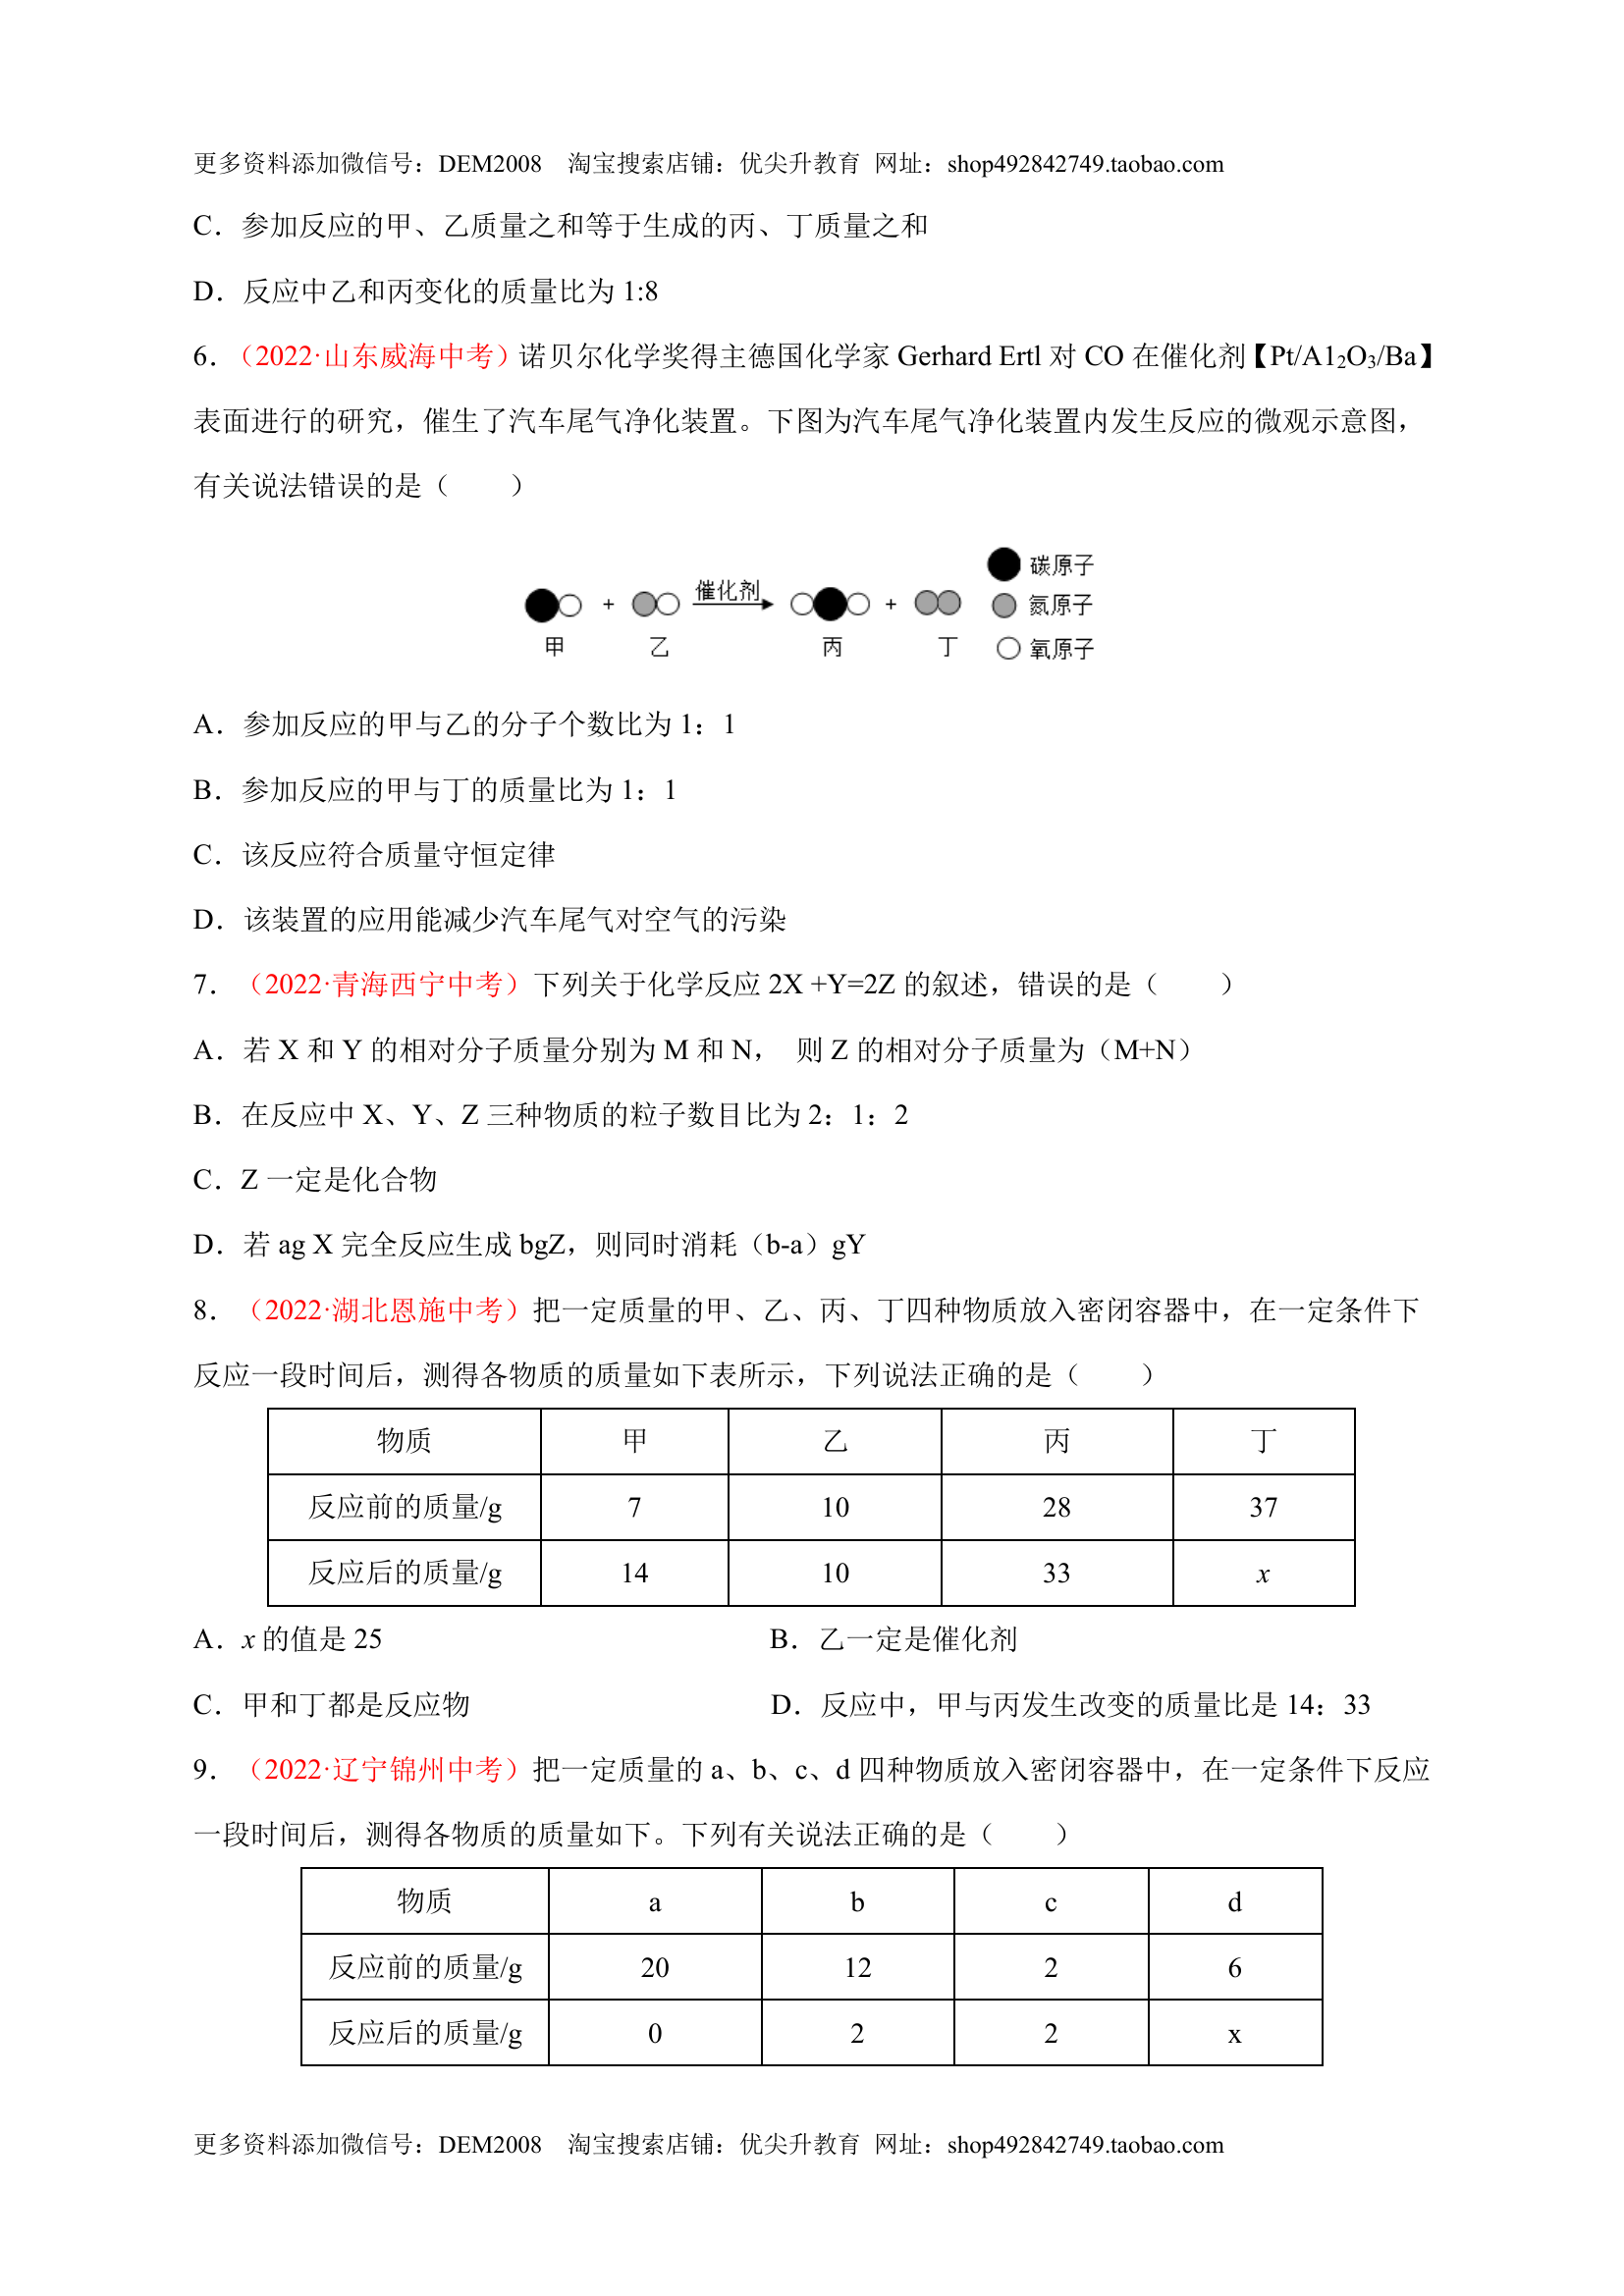 更多资料添加微信号：DEM2008 淘宝搜索店铺：优尖升教育 网址：shop492842749.taobao.com
C．参加反应的甲、乙质量之和等于生成的丙、丁质量之和
D．反应中乙和丙变化的质量比为 1:8
6．（2022·山东威海中考）诺贝尔化学奖得主德国化学家 Gerhard Ertl 对 CO 在催化剂【Pt/A1₂O₃/Ba】
表面进行的研究，催生了汽车尾气净化装置。下图为汽车尾气净化装置内发生反应的微观示意图，
有关说法错误的是（ ）
碳原子
+ 催化剂 + 氮原子
甲 乙 丙 丁 氧原子
A．参加反应的甲与乙的分子个数比为 1：1
B．参加反应的甲与丁的质量比为 1：1
C．该反应符合质量守恒定律
D．该装置的应用能减少汽车尾气对空气的污染
7．（2022·青海西宁中考）下列关于化学反应 2X +Y=2Z 的叙述，错误的是（ ）
A．若 X 和 Y 的相对分子质量分别为 M 和 N， 则 Z 的相对分子质量为（M+N）
B．在反应中 X、Y、Z 三种物质的粒子数目比为 2：1：2
C．Z 一定是化合物
D．若 ag X 完全反应生成 bgZ，则同时消耗（b-a）gY
8．（2022·湖北恩施中考）把一定质量的甲、乙、丙、丁四种物质放入密闭容器中，在一定条件下
反应一段时间后，测得各物质的质量如下表所示，下列说法正确的是（ ）
物质 甲 乙 丙 丁
反应前的质量/g 7 10 28 37
反应后的质量/g 14 10 33 x
A．x 的值是 25 B．乙一定是催化剂
C．甲和丁都是反应物 D．反应中，甲与丙发生改变的质量比是 14：33
9．（2022·辽宁锦州中考）把一定质量的 a、b、c、d 四种物质放入密闭容器中，在一定条件下反应
一段时间后，测得各物质的质量如下。下列有关说法正确的是（ ）
物质 a b c d
反应前的质量/g 20 12 2 6
反应后的质量/g 0 2 2 x
更多资料添加微信号：DEM2008 淘宝搜索店铺：优尖升教育 网址：shop492842749.taobao.com